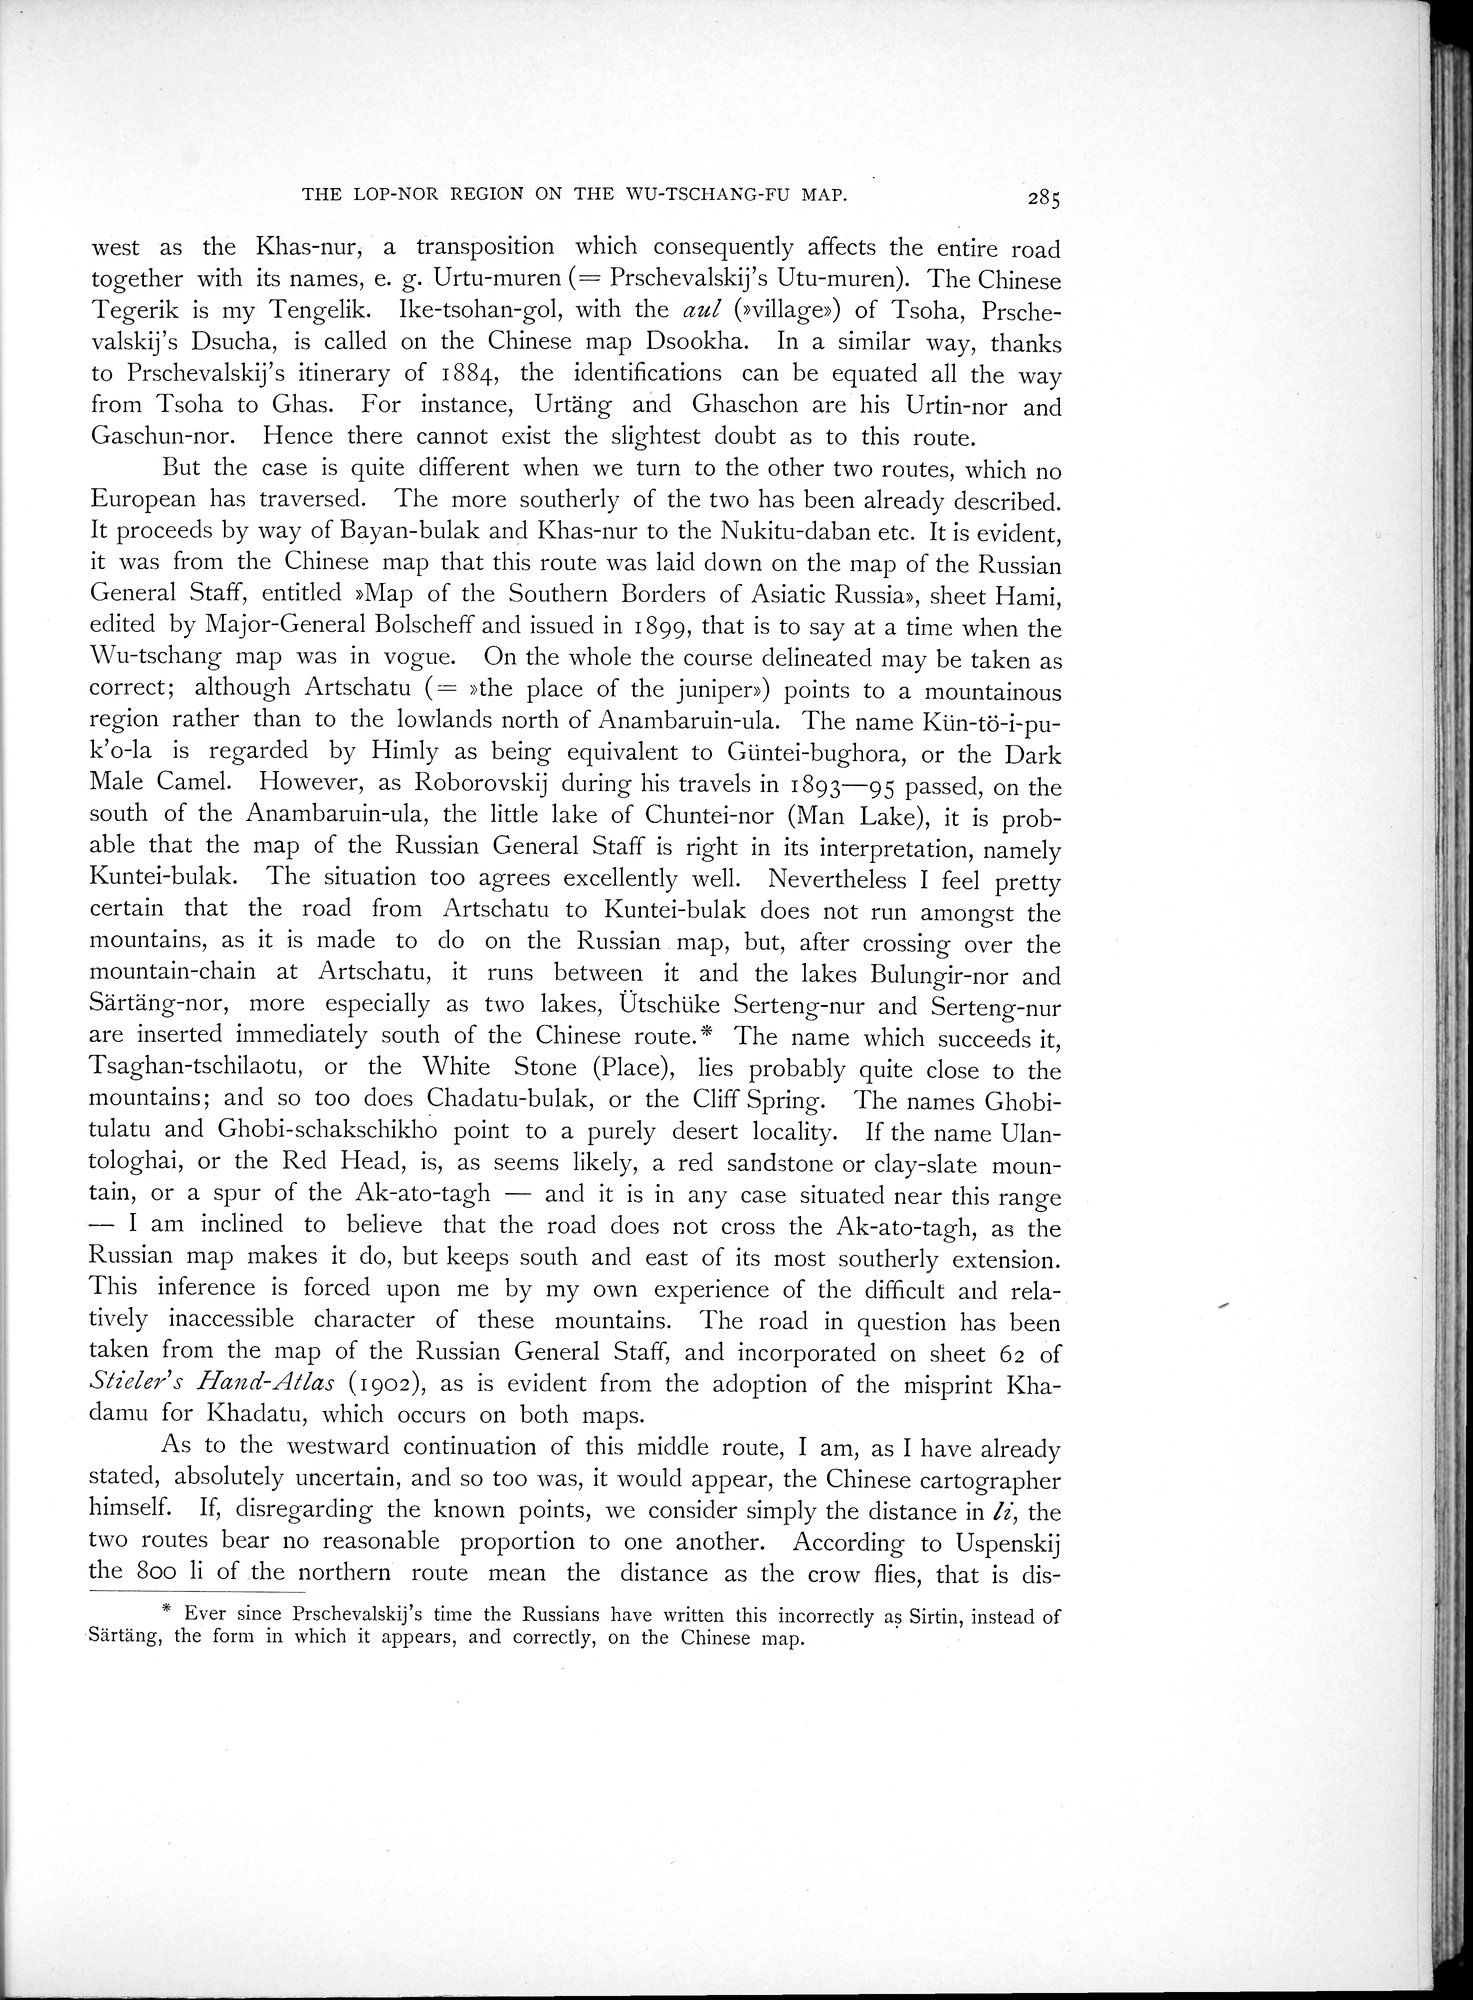 THE LOP-NOR REGION ON THE WU-TSCHANG-FU MAP. 285
west as the Khas-nur, a transposition which consequently affects the entire road
together with its names, e. g. Urtu-muren (= Prschevalskij's Utu-muren). The Chinese
Tegerik is my Tengelik. Ike-tsohan-gol, with the aul (»village») of Tsoha, Prsche-
valskij's Dsucha, is called on the Chinese map Dsookha. In a similar way, thanks
to Prschevalskij's itinerary of 1884, the identifications can be equated all the way
from Tsoha to Ghas. For instance, Urtäng and Ghaschon are his Urtin-nor and
Gaschun-nor. Hence there cannot exist the slightest doubt as to this route.
But the case is quite different when we turn to the other two routes, which no
European has traversed. The more southerly of the two has been already described.
It proceeds by way of Bayan-bulak and Khas-nur to the Nukitu-daban etc. It is evident,
it was from the Chinese map that this route was laid down on the map of the Russian
General Staff, entitled »Map of the Southern Borders of Asiatic Russia», sheet Hami,
edited by Major-General Bolscheff and issued in 1899, that is to say at a time when the
Wu-tschang map was in vogue. On the whole the course delineated may be taken as
correct; although Artschatu (= »the place of the juniper») points to a mountainous
region rather than to the lowlands north of Anambaruin-ula. The name Kün-tö-i-pu-
k'o-la is regarded by Himly as being equivalent to Güntei-bughora, or the Dark
Male Camel. However, as Roborovskij during his travels in 1893—95 passed, on the
south of the Anambaruin-ula, the little lake of Chuntei-nor (Man Lake), it is prob-
able that the map of the Russian General Staff is right in its interpretation, namely
Kuntei-bulak. The situation too agrees excellently well. Nevertheless I feel pretty
certain that the road from Artschatu to Kuntei-bulak does not run amongst the
mountains, as it is made to do on the Russian map, but, after crossing over the
mountain-chain at Artschatu, it runs between it and the lakes Bulungir-nor and
Särtäng-nor, more especially as two lakes, Ütschüke Serteng-nur and Serteng-nur
are inserted immediately south of the Chinese route.* The name which succeeds it,
Tsaghan-tschilaotu, or the White Stone (Place), lies probably quite close to the
mountains; and so too does Chadatu-bulak, or the Cliff Spring. The names Ghobi-
tulatu and Ghobi-schakschikho point to a purely desert locality. If the name Ulan-
tologhai, or the Red Head, is, as seems likely, a red sandstone or clay-slate moun-
tain, or a spur of the Ak-ato-tagh — and it is in any case situated near this range
— I am inclined to believe that the road does not cross the Ak-ato-tagh, as the
Russian map makes it do, but keeps south and east of its most southerly extension.
This inference is forced upon me by my own experience of the difficult and rela-
tively inaccessible character of these mountains. The road in question has been
taken from the map of the Russian General Staff, and incorporated on sheet 62 of
Stieler's Hand-Atlas (1902), as is evident from the adoption of the misprint Kha-
damu for Khadatu, which occurs on both maps.
As to the westward continuation of this middle route, I am, as I have already
stated, absolutely uncertain, and so too was, it would appear, the Chinese cartographer
himself. If, disregarding the known points, we consider simply the distance in li, the
two routes bear no reasonable proportion to one another. According to Uspenskij
the 800 li of the northern route mean the distance as the crow flies, that is dis-
* Ever since Prschevalskij's time the Russians have written this incorrectly as Sirtin, instead of
Särtäng, the form in which it appears, and correctly, on the Chinese map.